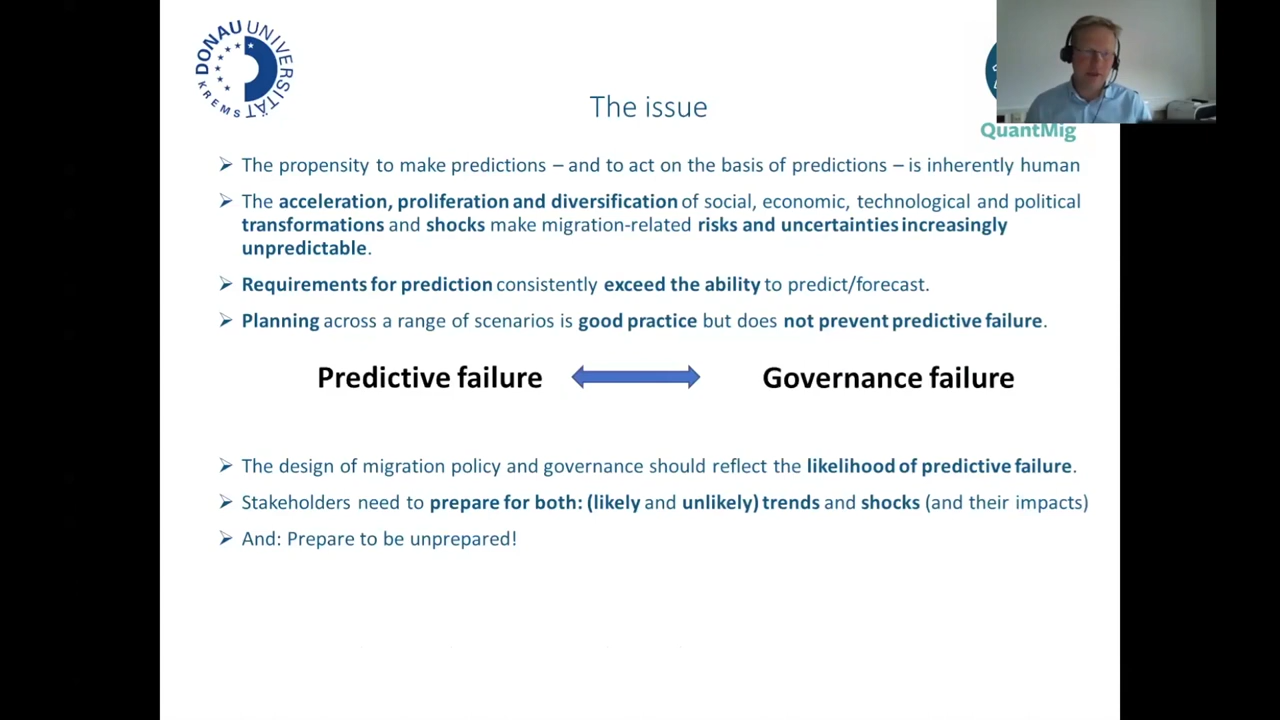 DONAU UNIVERSITÄT
KREMS
The issue
QuantMig
The propensity to make predictions – and to act on the basis of predictions – is inherently human
The acceleration, proliferation and diversification of social, economic, technological and political
transformations and shocks make migration-related risks and uncertainties increasingly
unpredictable.
Requirements for prediction consistently exceed the ability to predict/forecast.
Planning across a range of scenarios is good practice but does not prevent predictive failure.
Predictive failure
Governance failure
The design of migration policy and governance should reflect the likelihood of predictive failure.
Stakeholders need to prepare for both: (likely and unlikely) trends and shocks (and their impacts)
And: Prepare to be unprepared!